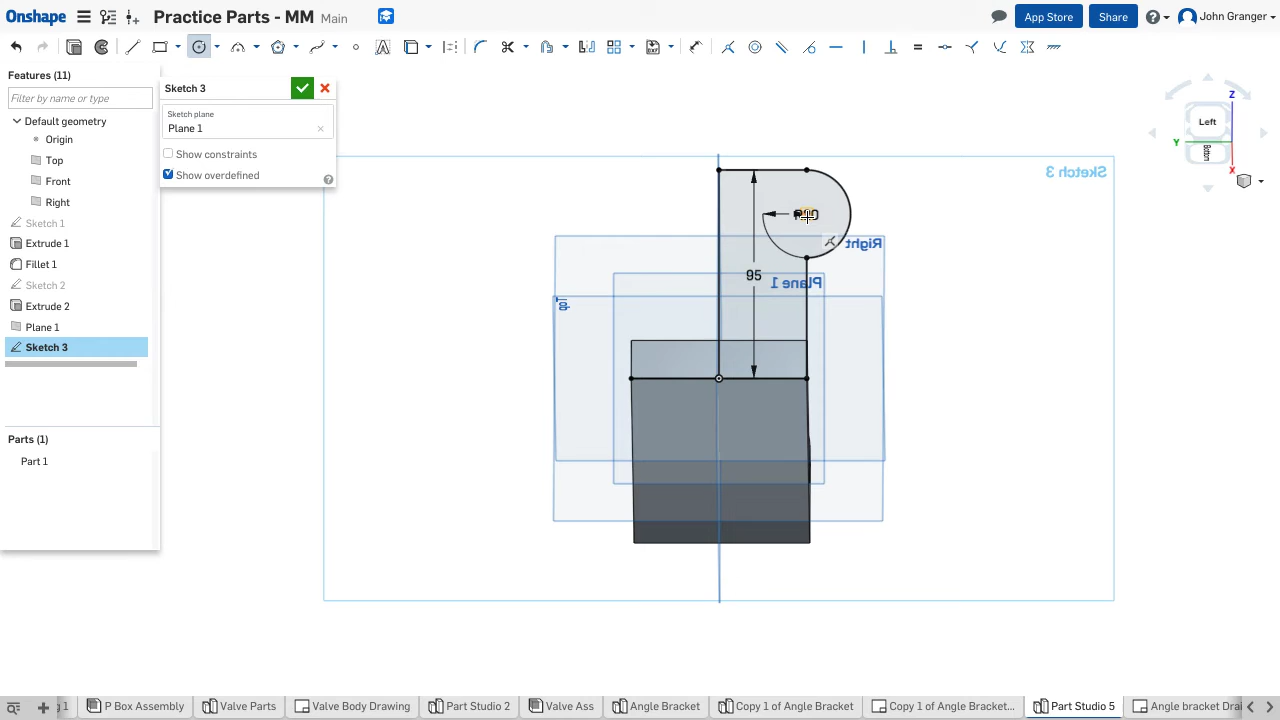 Onshape Practice Parts - MM Main App Store Share John Granger
Features (11)
Filter by name or type
Default geometry
Origin
Top
Front
Right
Sketch 1
Extrude 1
Fillet 1
Sketch 2
Extrude 2
Plane 1
Sketch 3
Parts (1)
Part 1
Sketch 3
Sketch plane
Plane 1
Show constraints
Show overdefined
Sketch 3
Right
Plane 1
95
Z
Left
Y
X
P Box Assembly Valve Parts Valve Body Drawing Part Studio 2 Valve Ass Angle Bracket Copy 1 of Angle Bracket Copy 1 of Angle Bracket... Part Studio 5 Angle bracket Dra